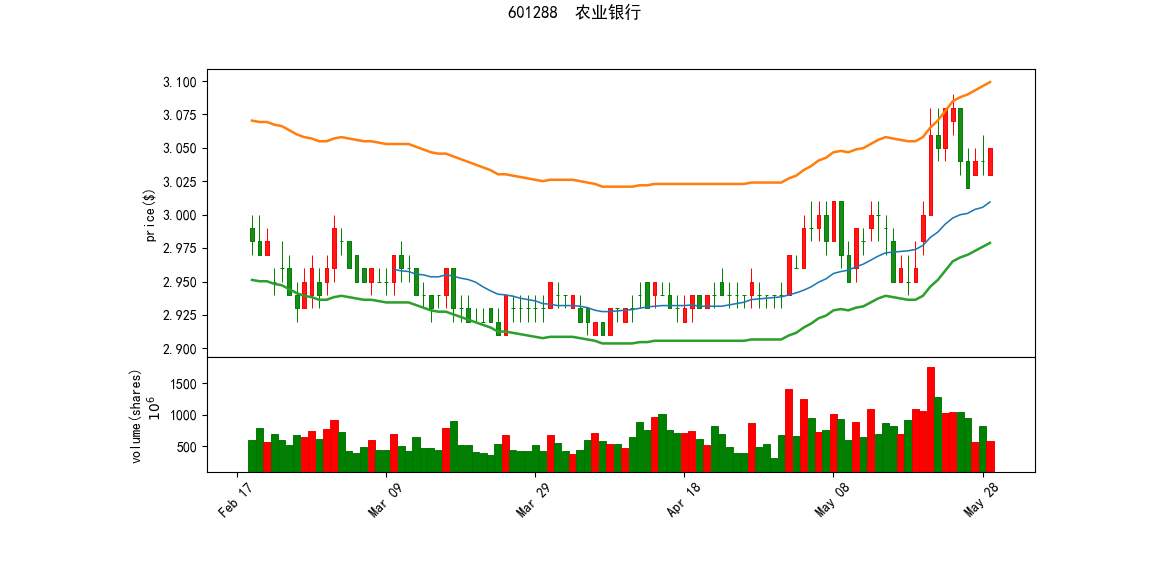 601288 农业银行
3.100
3.075
3.050
3.025
3.000
2.975
2.950
2.925
2.900
price($)
1500
1000
500
volume(shares)
10^6
Feb 17
Mar 09
Mar 29
Apr 18
May 08
May 28